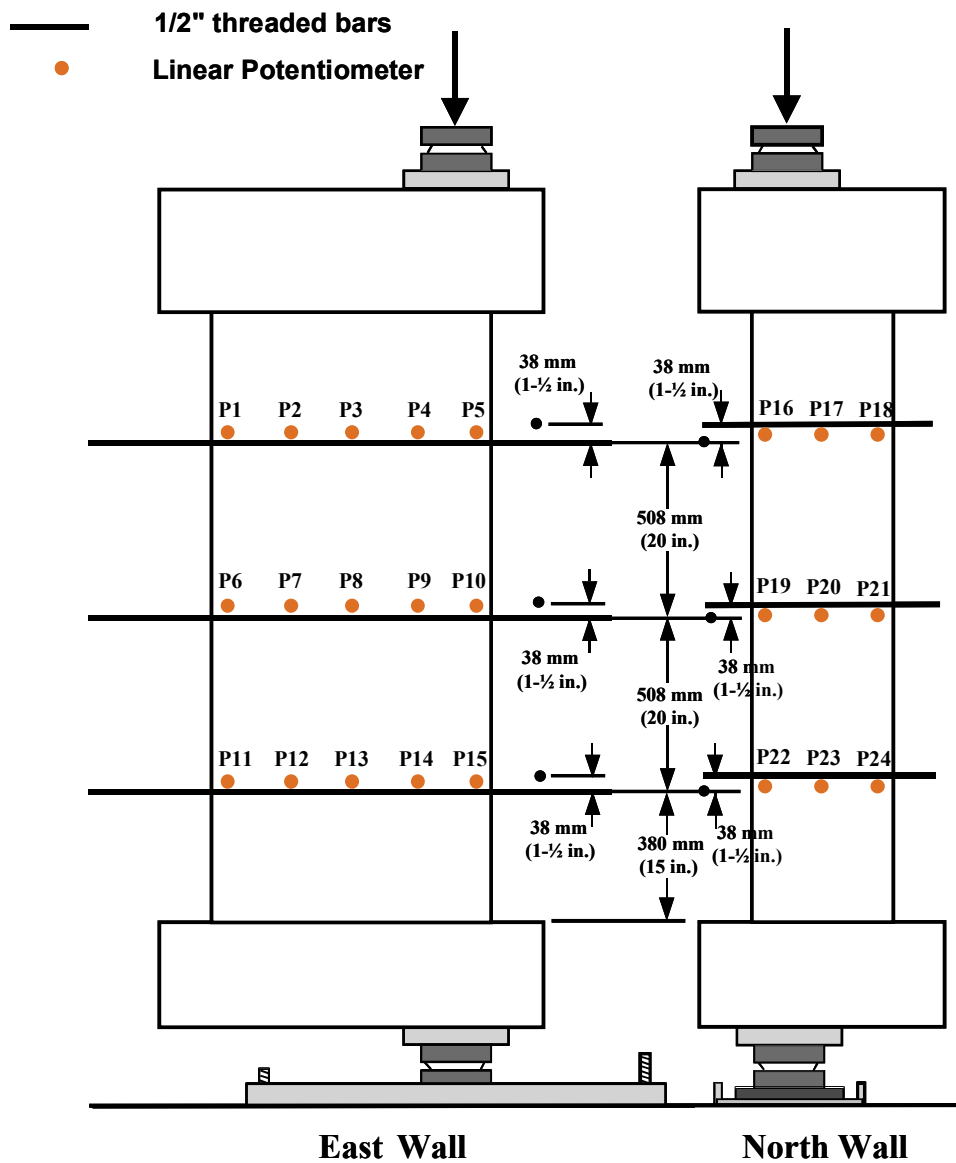 1/2" threaded bars
Linear Potentiometer
38 mm
(1-½ in.)
38 mm
(1-½ in.)
P1 P2 P3 P4 P5
P16 P17 P18
508 mm
(20 in.)
P6 P7 P8 P9 P10
P19 P20 P21
38 mm
(1-½ in.)
38 mm
(1-½ in.)
508 mm
(20 in.)
P11 P12 P13 P14 P15
P22 P23 P24
38 mm
(1-½ in.)
380 mm
(15 in.)
38 mm
(1-½ in.)
East Wall
North Wall